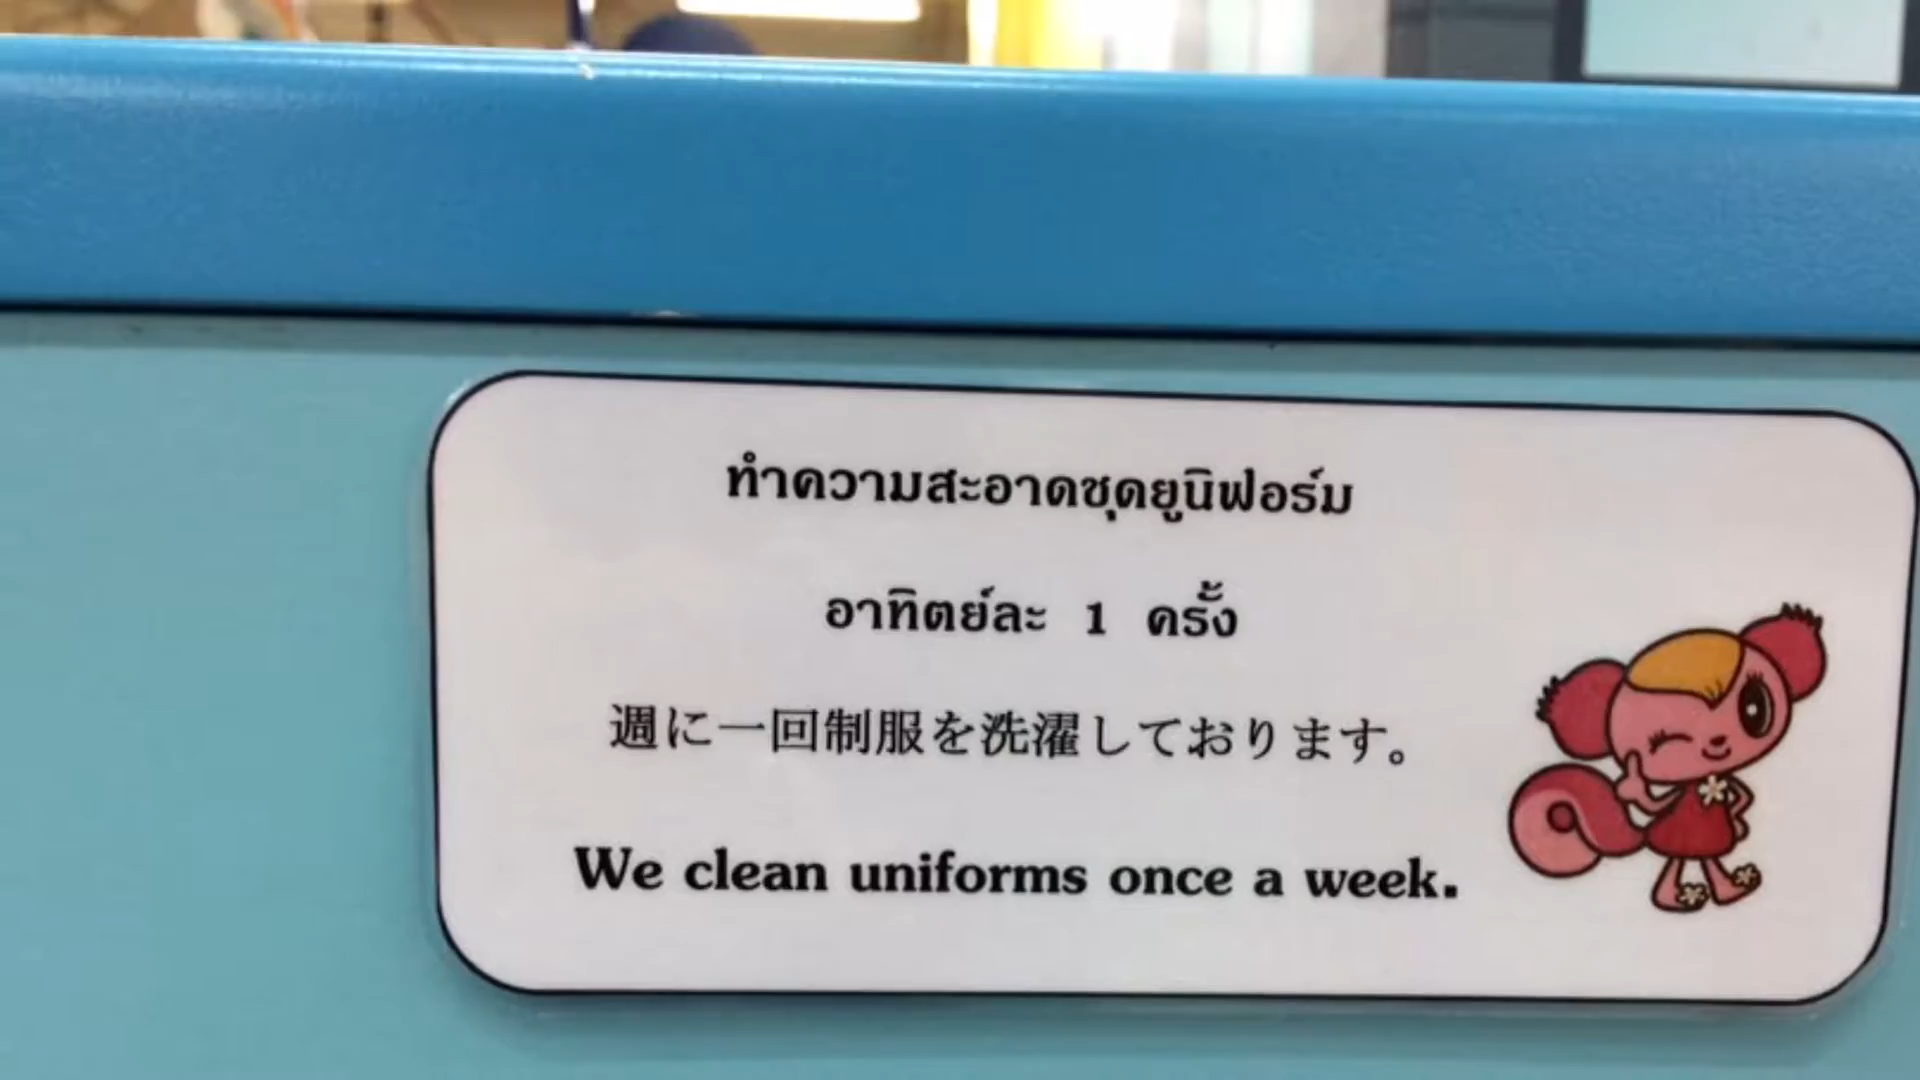 ทำความสะอาดชุดยูนิฟอร์ม
อาทิตย์ละ 1 ครั้ง
週に一回制服を洗濯しております。
We clean uniforms once a week.